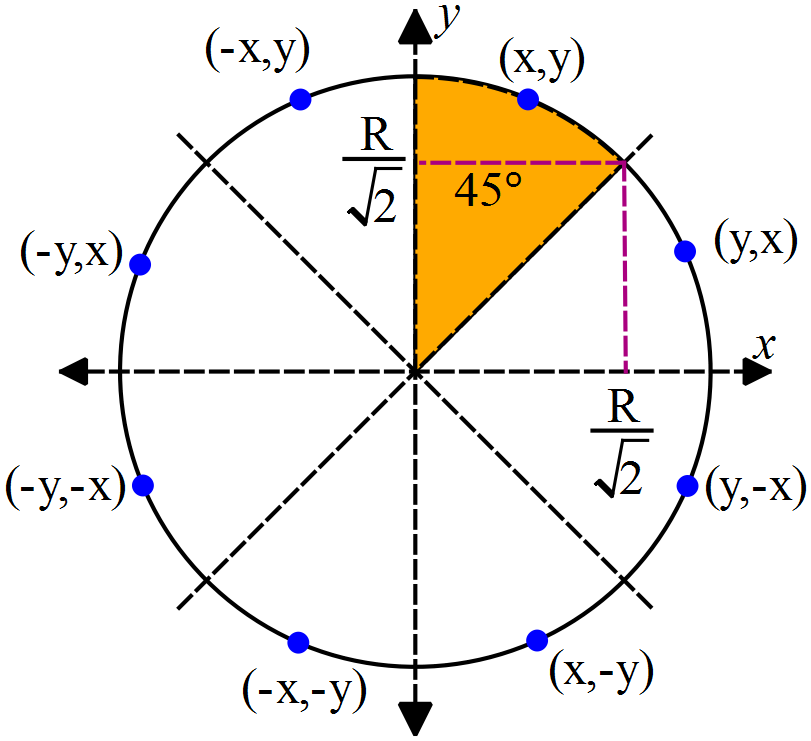 y
(-x,y)
(x,y)
R
√2
45°
(-y,x)
(y,x)
x
R
√2
(-y,-x)
(y,-x)
(-x,-y)
(x,-y)